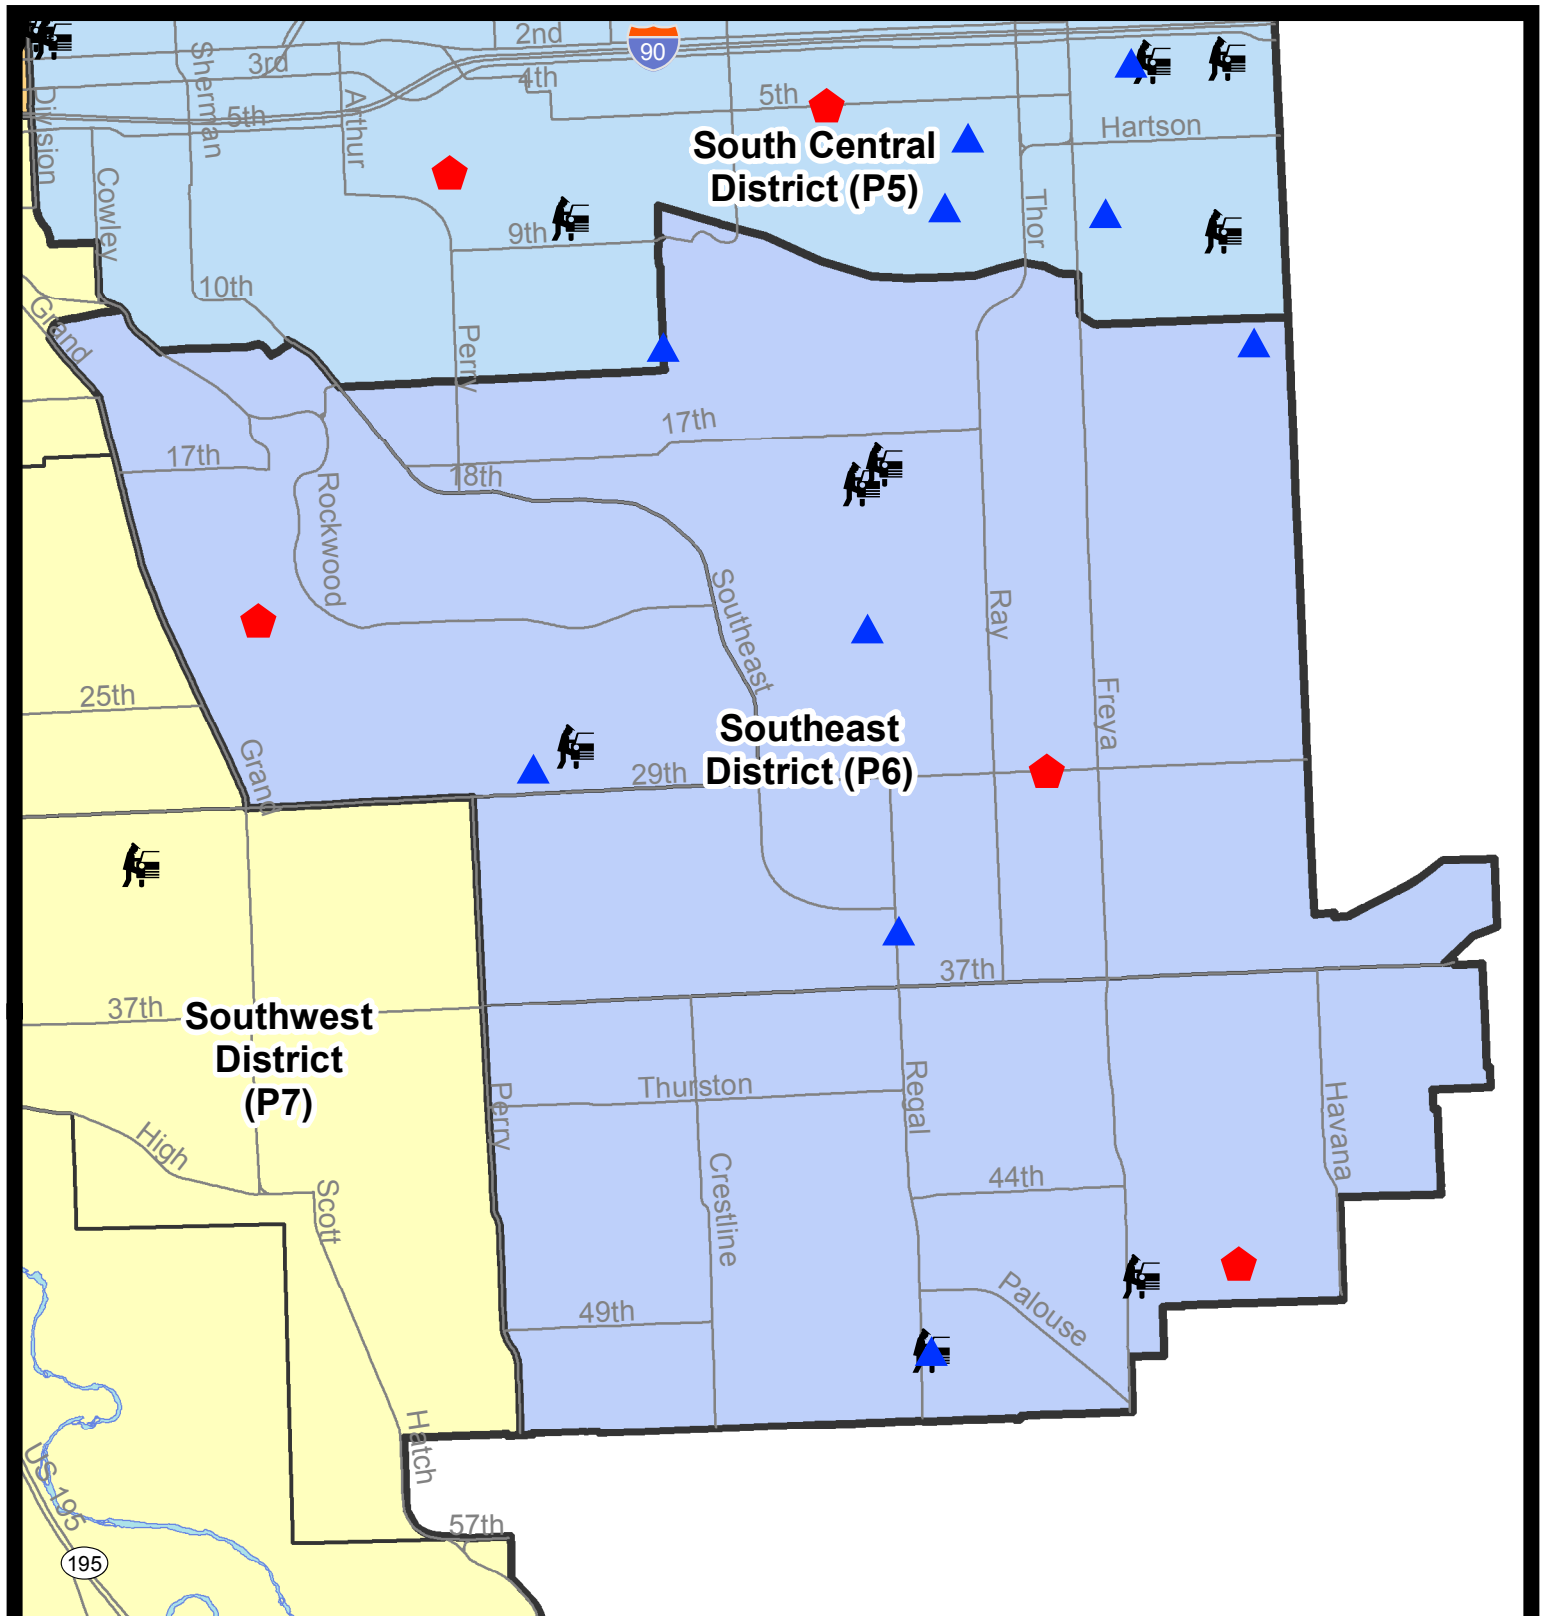 2nd
90
3rd
Sherman
4th
5th
Division
Arthur
5th
Hartson
South Central
District (P5)
Cowley
Thor
9th
10th
Grand
Perry
17th
17th
18th
Rockwood
Southeast
Ray
Freya
25th
Grand
Southeast
District (P6)
29th
37th
37th
Southwest
District
(P7)
Thurston
Perry
Regal
Havana
High
Crestline
44th
Scott
Palouse
49th
Hatch
US 195
57th
195